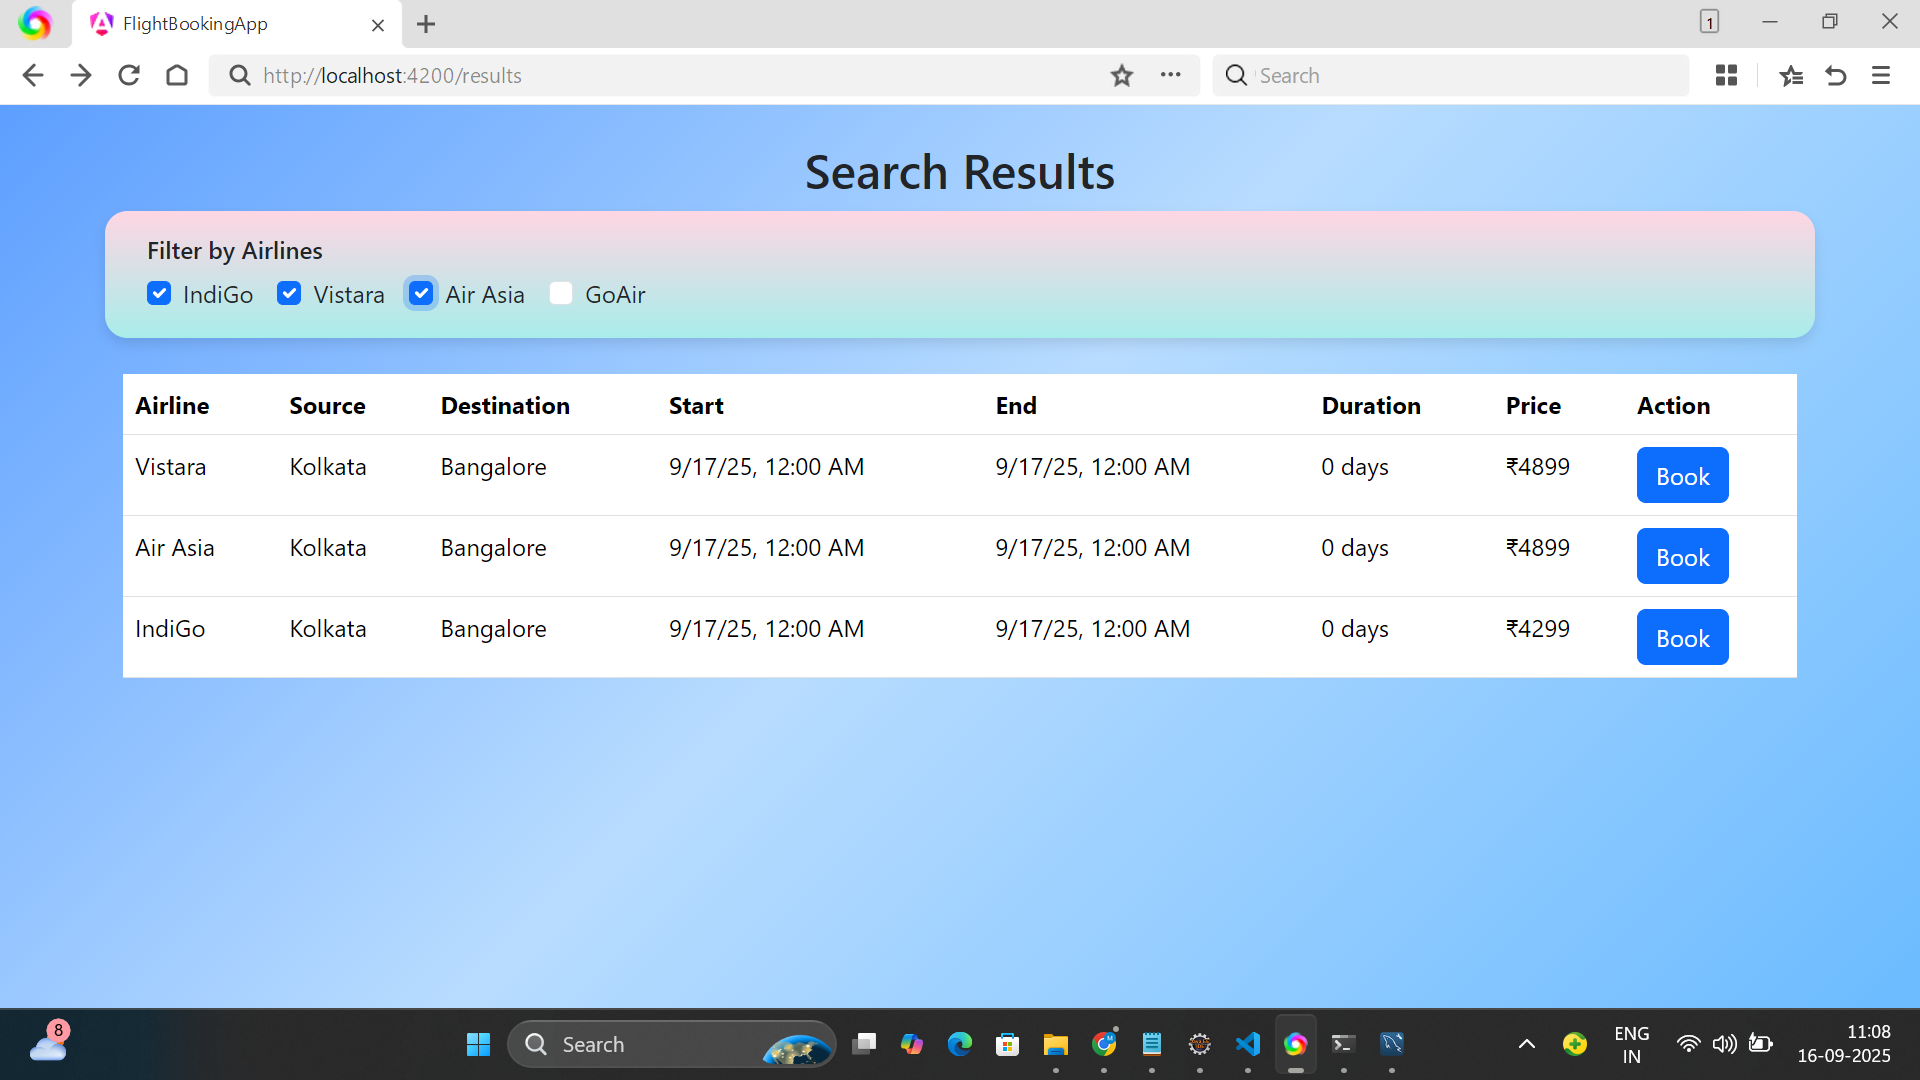 FlightBookingApp
1
http://localhost:4200/results
Search
Search Results
Filter by Airlines
IndiGo Vistara Air Asia GoAir
Airline Source Destination Start End Duration Price Action
Vistara Kolkata Bangalore 9/17/25, 12:00 AM 9/17/25, 12:00 AM 0 days ₹4899 Book
Air Asia Kolkata Bangalore 9/17/25, 12:00 AM 9/17/25, 12:00 AM 0 days ₹4899 Book
IndiGo Kolkata Bangalore 9/17/25, 12:00 AM 9/17/25, 12:00 AM 0 days ₹4299 Book
8
Search
ENG
IN
11:08
16-09-2025